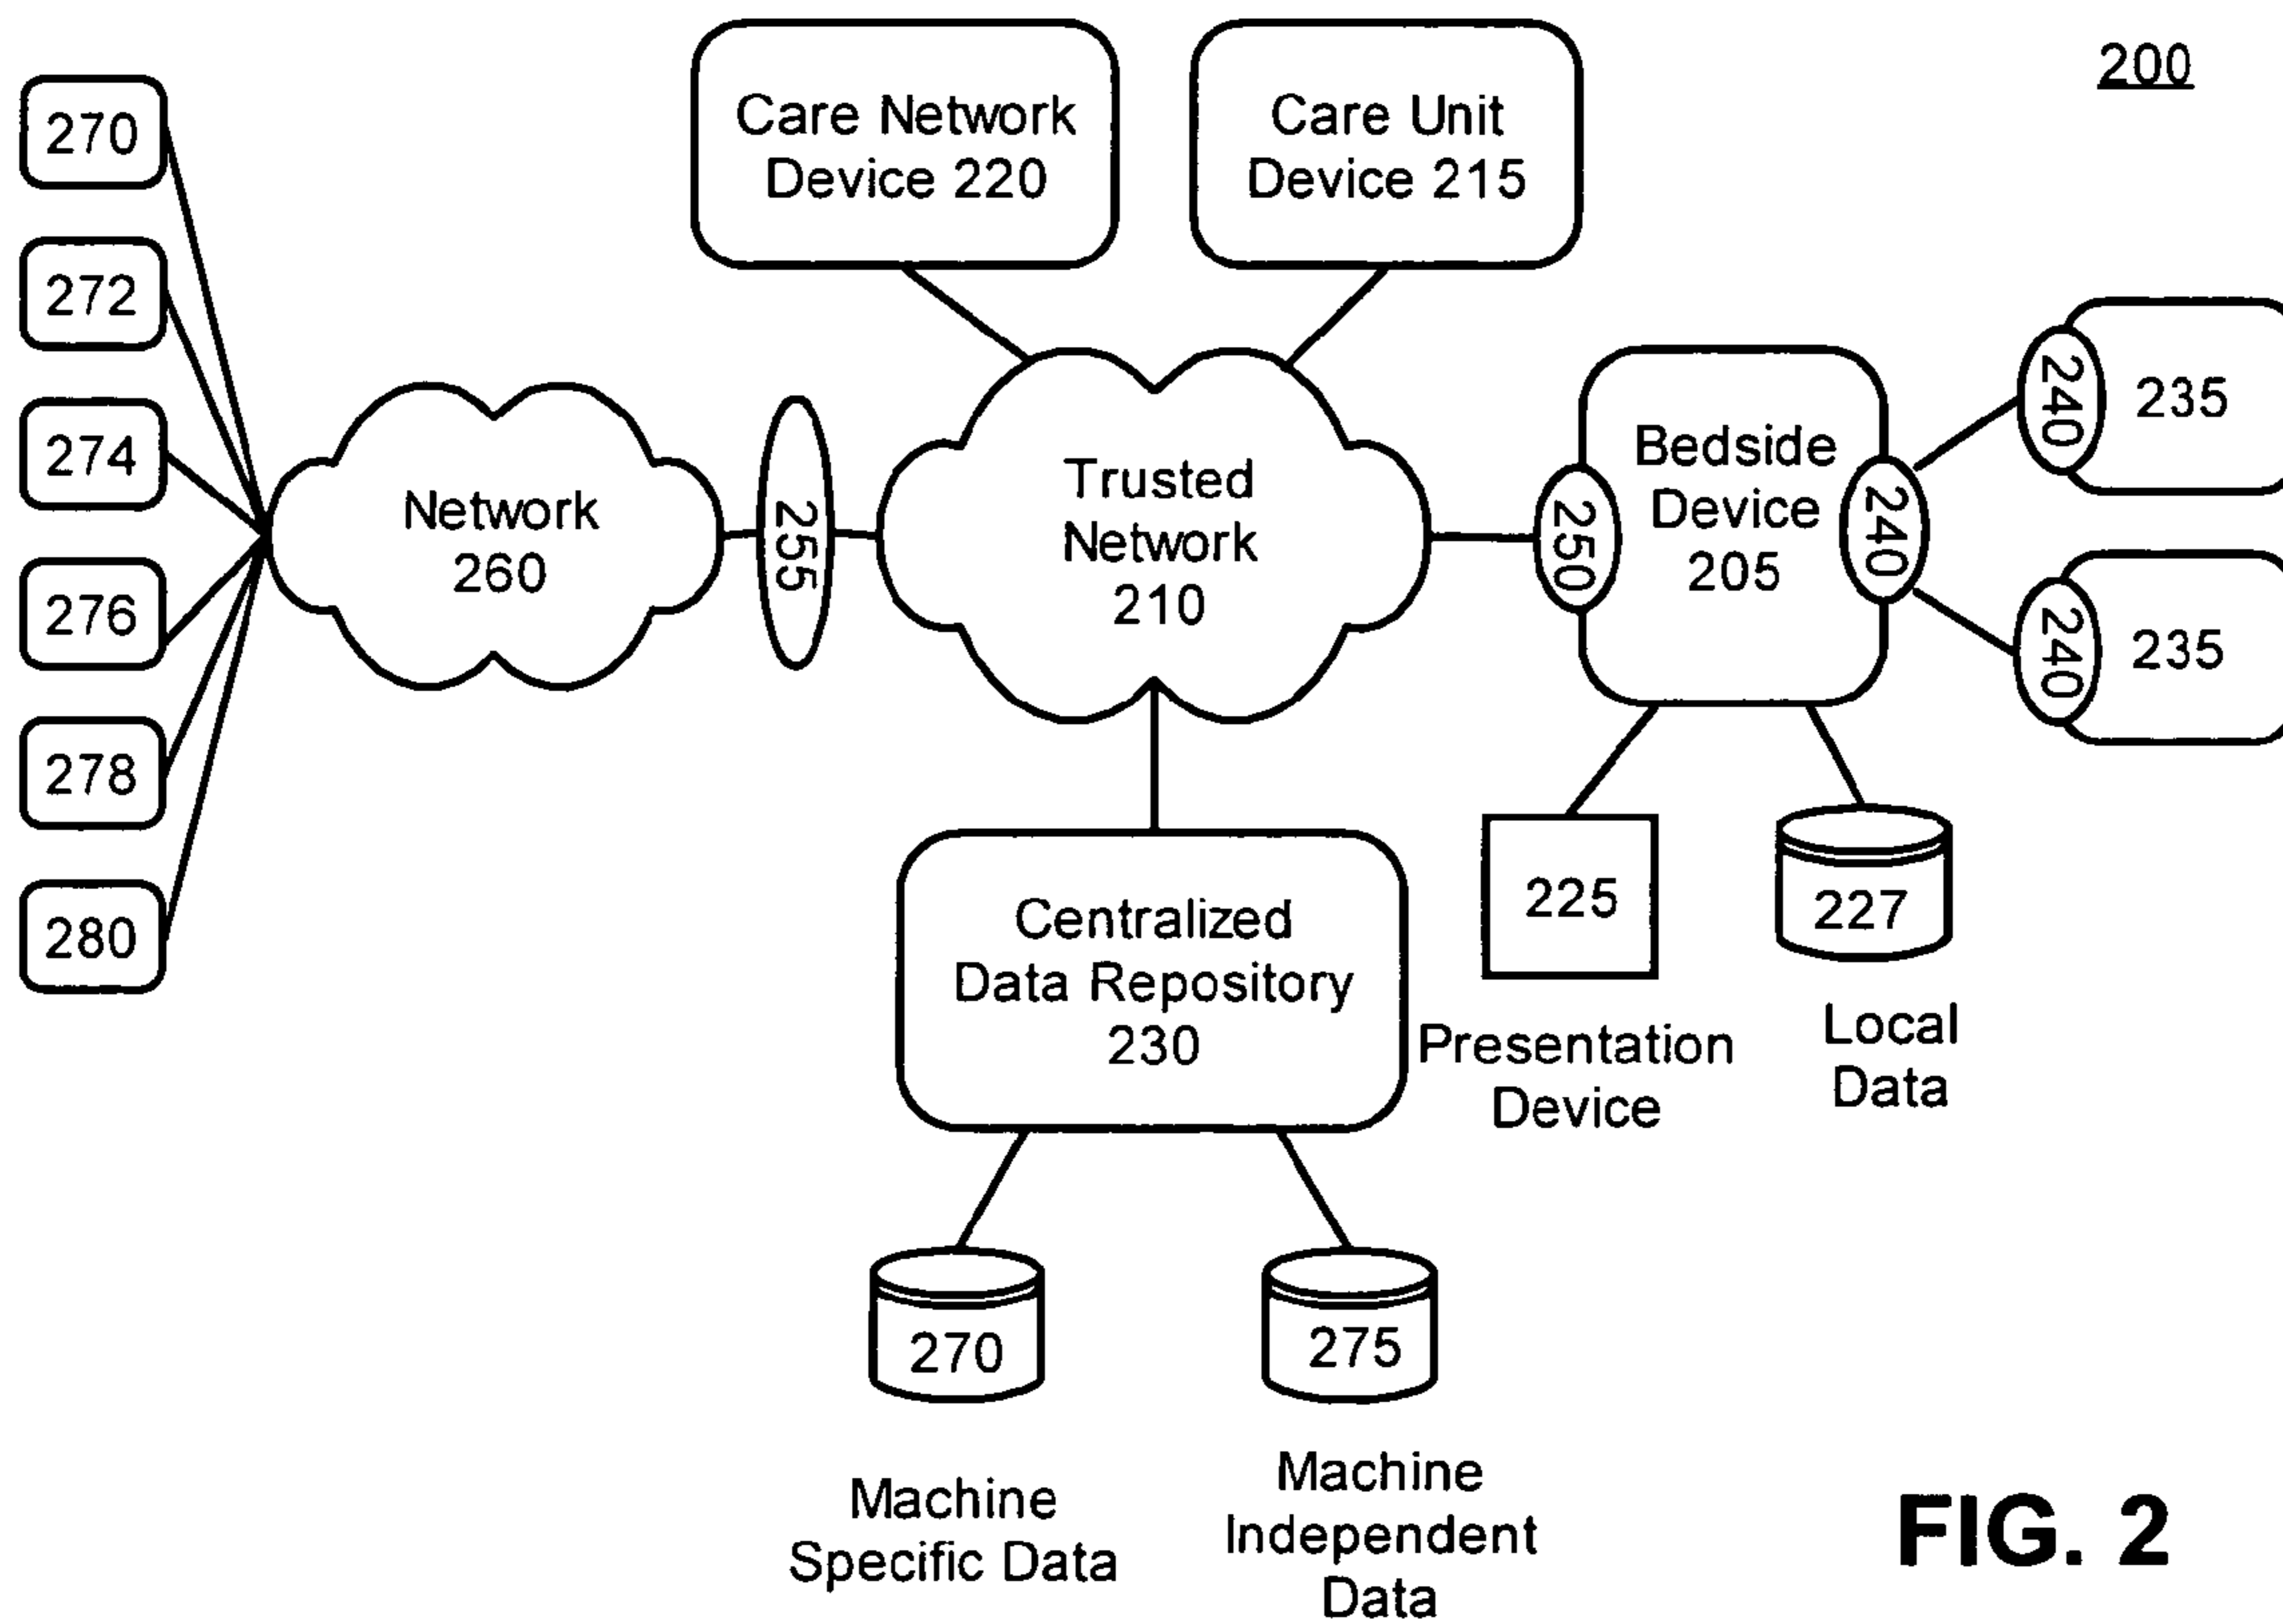 200
270
272
274
276
278
280
Network
260
255
Care Network
Device 220
Care Unit
Device 215
Trusted
Network
210
250
Bedside
Device
205
240
240
235
240
235
225
Presentation
Device
227
Local
Data
Centralized
Data Repository
230
270
Machine
Specific Data
275
Machine
Independent
Data
FIG. 2